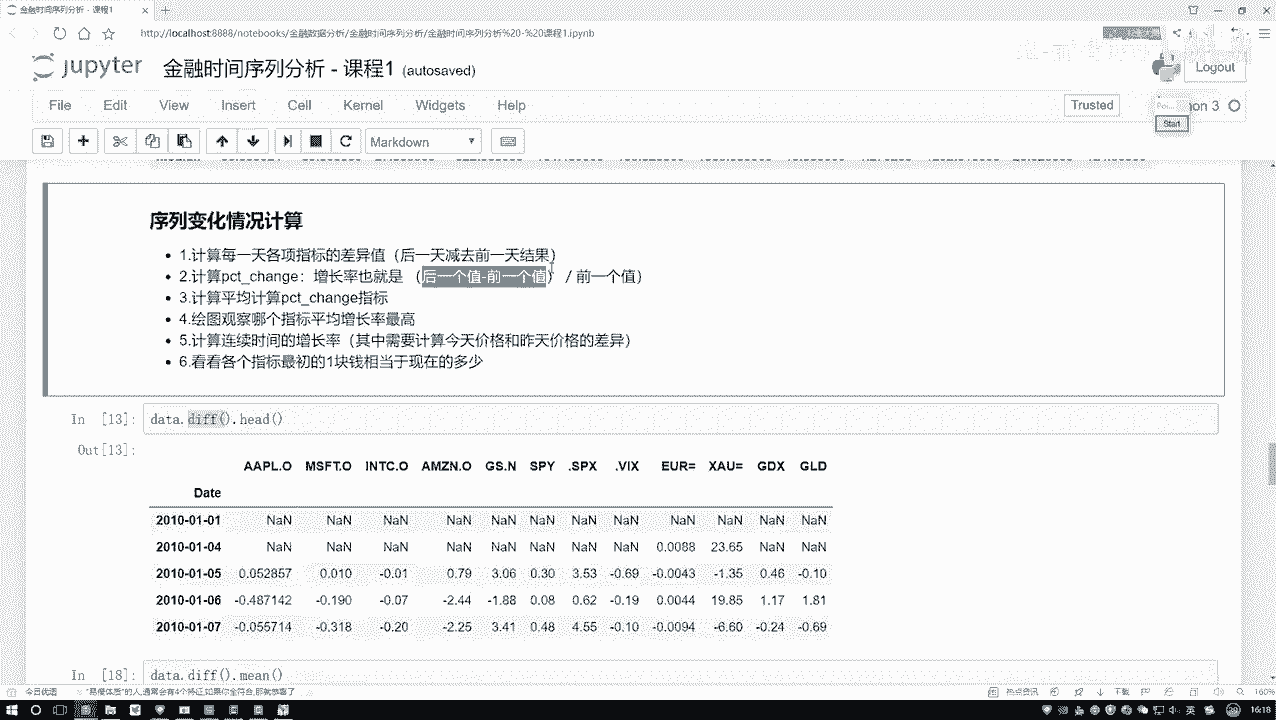 金融时间序列分析 - 课程1
http://localhost:8888/notebooks/金融数据分析/金融时间序列分析/金融时间序列分析%20-%20课程1.ipynb
jupyter 金融时间序列分析 - 课程1 (autosaved)
Logout
File Edit View Insert Cell Kernel Widgets Help
Trusted
on 3
Start
Markdown
序列变化情况计算
• 1.计算每一天各项指标的差异值（后一天减去前一天结果）
• 2.计算pct_change：增长率也就是 （后一个值-前一个值） / 前一个值）
• 3.计算平均计算pct_change指标
• 4.绘图观察哪个指标平均增长率最高
• 5.计算连续时间的增长率（其中需要计算今天价格和昨天价格的差异）
• 6.看看各个指标最初的1块钱相当于现在的多少
In [13]: data.diff().head()
Out[13]:
AAPL.O MSFT.O INTC.O AMZN.O GS.N SPY .SPX .VIX EUR= XAU= GDX GLD
Date
2010-01-01 NaN NaN NaN NaN NaN NaN NaN NaN NaN NaN NaN NaN
2010-01-04 NaN NaN NaN NaN NaN NaN NaN NaN 0.0088 23.65 NaN NaN
2010-01-05 0.052857 0.010 -0.01 0.79 3.06 0.30 3.53 -0.69 -0.0043 -1.35 0.46 -0.10
2010-01-06 -0.487142 -0.190 -0.07 -2.44 -1.88 0.08 0.62 -0.19 0.0044 19.85 1.17 1.81
2010-01-07 -0.055714 -0.318 -0.20 -2.25 3.41 0.48 4.55 -0.10 -0.0094 -6.60 -0.24 -0.69
In [18]: data.diff().mean()
今日优选
热点资讯
下载
160%
英
16:18